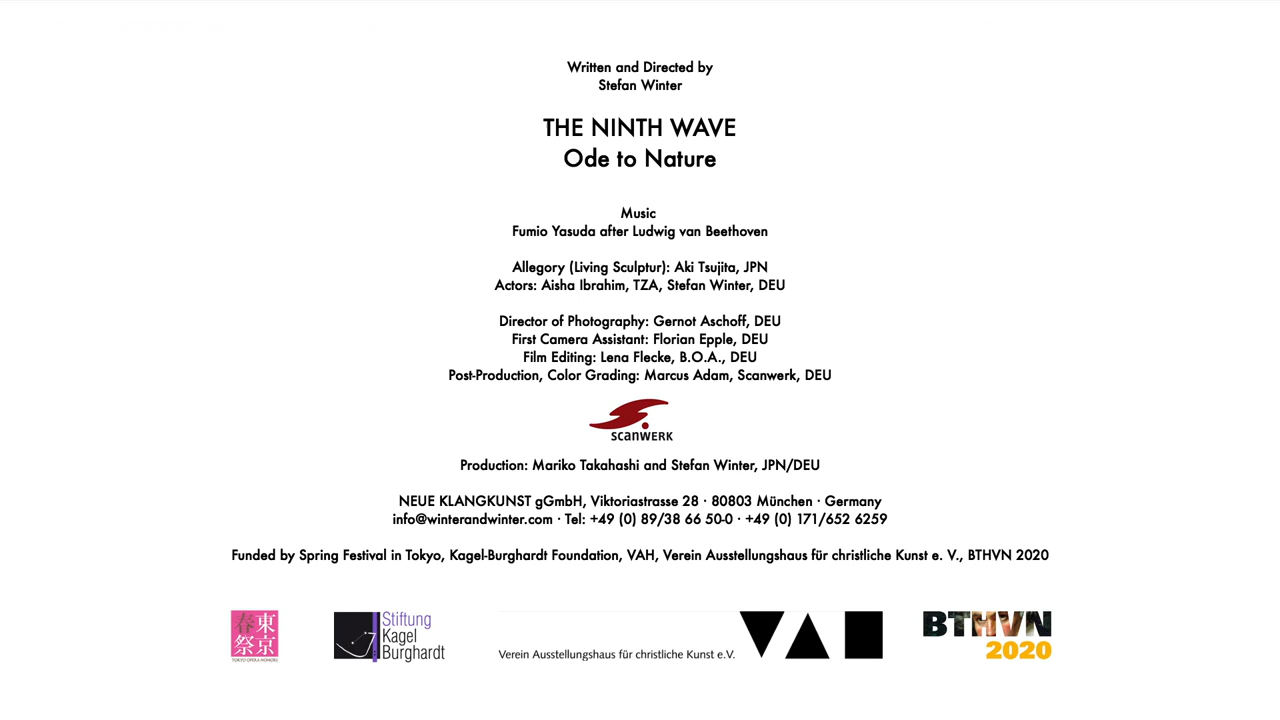 Written and Directed by
Stefan Winter
THE NINTH WAVE
Ode to Nature
Music
Fumio Yasuda after Ludwig van Beethoven
Allegory (Living Sculptur): Aki Tsujita, JPN
Actors: Aisha Ibrahim, TZA, Stefan Winter, DEU
Director of Photography: Gernot Aschoff, DEU
First Camera Assistant: Florian Epple, DEU
Film Editing: Lena Flecke, B.O.A., DEU
Post-Production, Color Grading: Marcus Adam, Scanwerk, DEU
scanWERK
Production: Mariko Takahashi and Stefan Winter, JPN/DEU
NEUE KLANGKUNST gGmbH, Viktoriastrasse 28 · 80803 München · Germany
info@winterandwinter.com · Tel: +49 (0) 89/38 66 50-0 · +49 (0) 171/652 6259
Funded by Spring Festival in Tokyo, Kagel-Burghardt Foundation, VAH, Verein Ausstellungshaus für christliche Kunst e. V., BTHVN 2020
東京
春祭
TOKYO OPERA NOMORI
Stiftung
Kagel
Burghardt
Verein Ausstellungshaus für christliche Kunst e.V.
BTHVN
2020